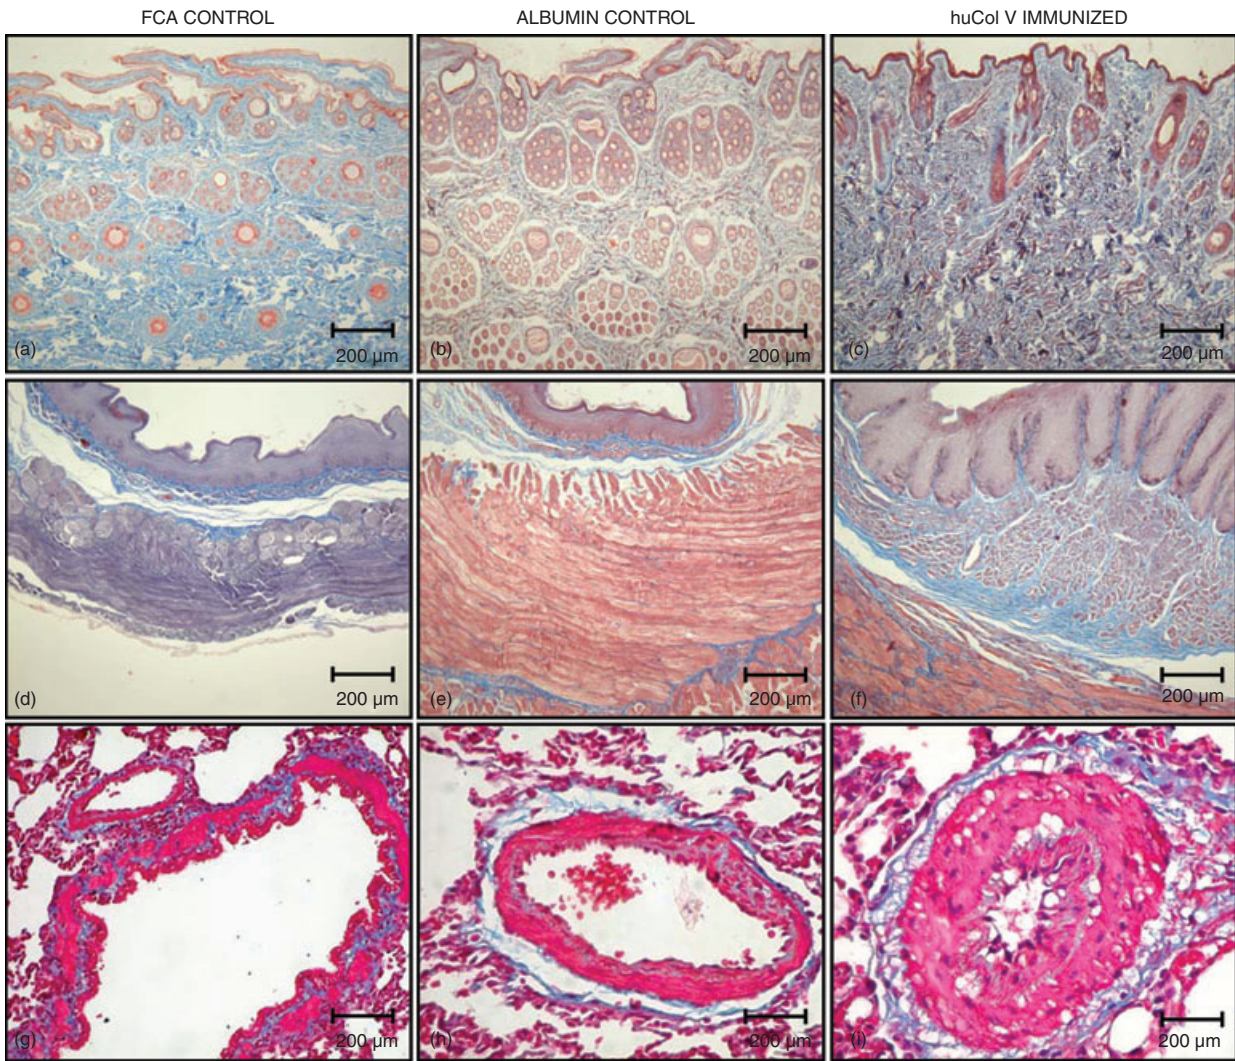 FCA CONTROL
ALBUMIN CONTROL
huCol V IMMUNIZED
(a)
200 µm
(b)
200 µm
(c)
200 µm
(d)
200 µm
(e)
200 µm
(f)
200 µm
(g)
200 µm
(h)
200 µm
(i)
200 µm